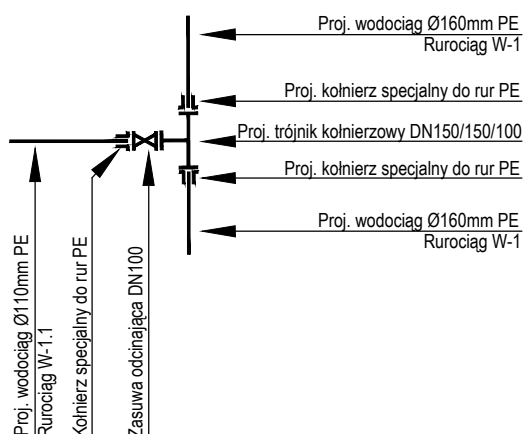 Proj. wodociąg Ø160mm PE
Rurociąg W-1
Proj. kołnierz specjalny do rur PE
Proj. trójnik kołnierzowy DN150/150/100
Proj. kołnierz specjalny do rur PE
Proj. wodociąg Ø160mm PE
Rurociąg W-1
Proj. wodociąg Ø110mm PE
Rurociąg W-1.1
Kołnierz specjalny do rur PE
Zasuwa odcinająca DN100